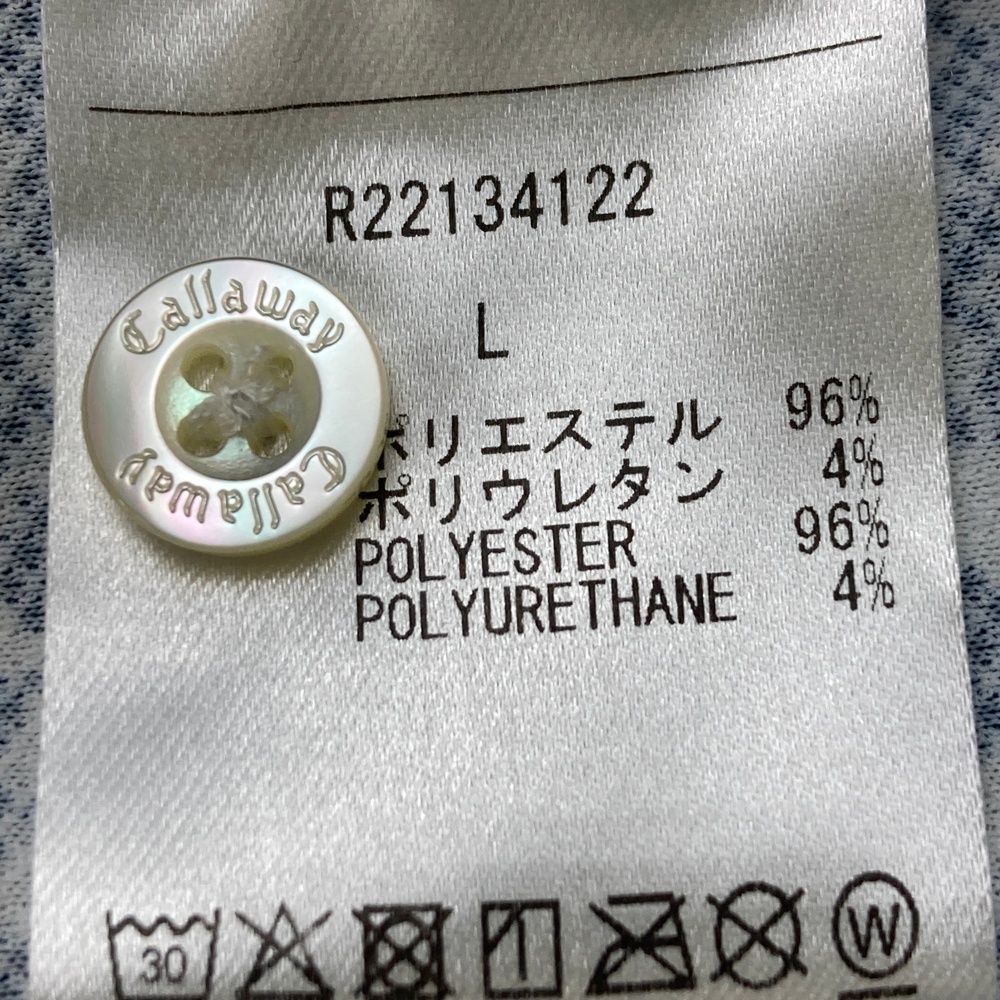 R22134122
L
Callaway
Callaway
ポリエステル 96%
ポリウレタン 4%
POLYESTER 96%
POLYURETHANE 4%
30
W